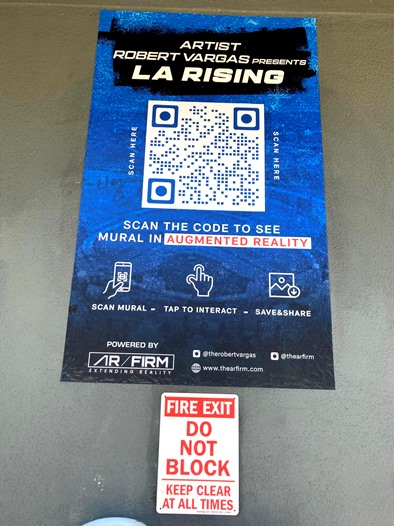 ARTIST
ROBERT VARGAS PRESENTS
LA RISING
SCAN HERE
SCAN HERE
SCAN THE CODE TO SEE
MURAL IN AUGMENTED REALITY
SCAN MURAL - TAP TO INTERACT - SAVE&SHARE
POWERED BY
AR/FIRM
EXTENDING REALITY
@therobertvargas @thearfirm
www.thearfirm.com
FIRE EXIT
DO
NOT
BLOCK
KEEP CLEAR
AT ALL TIMES